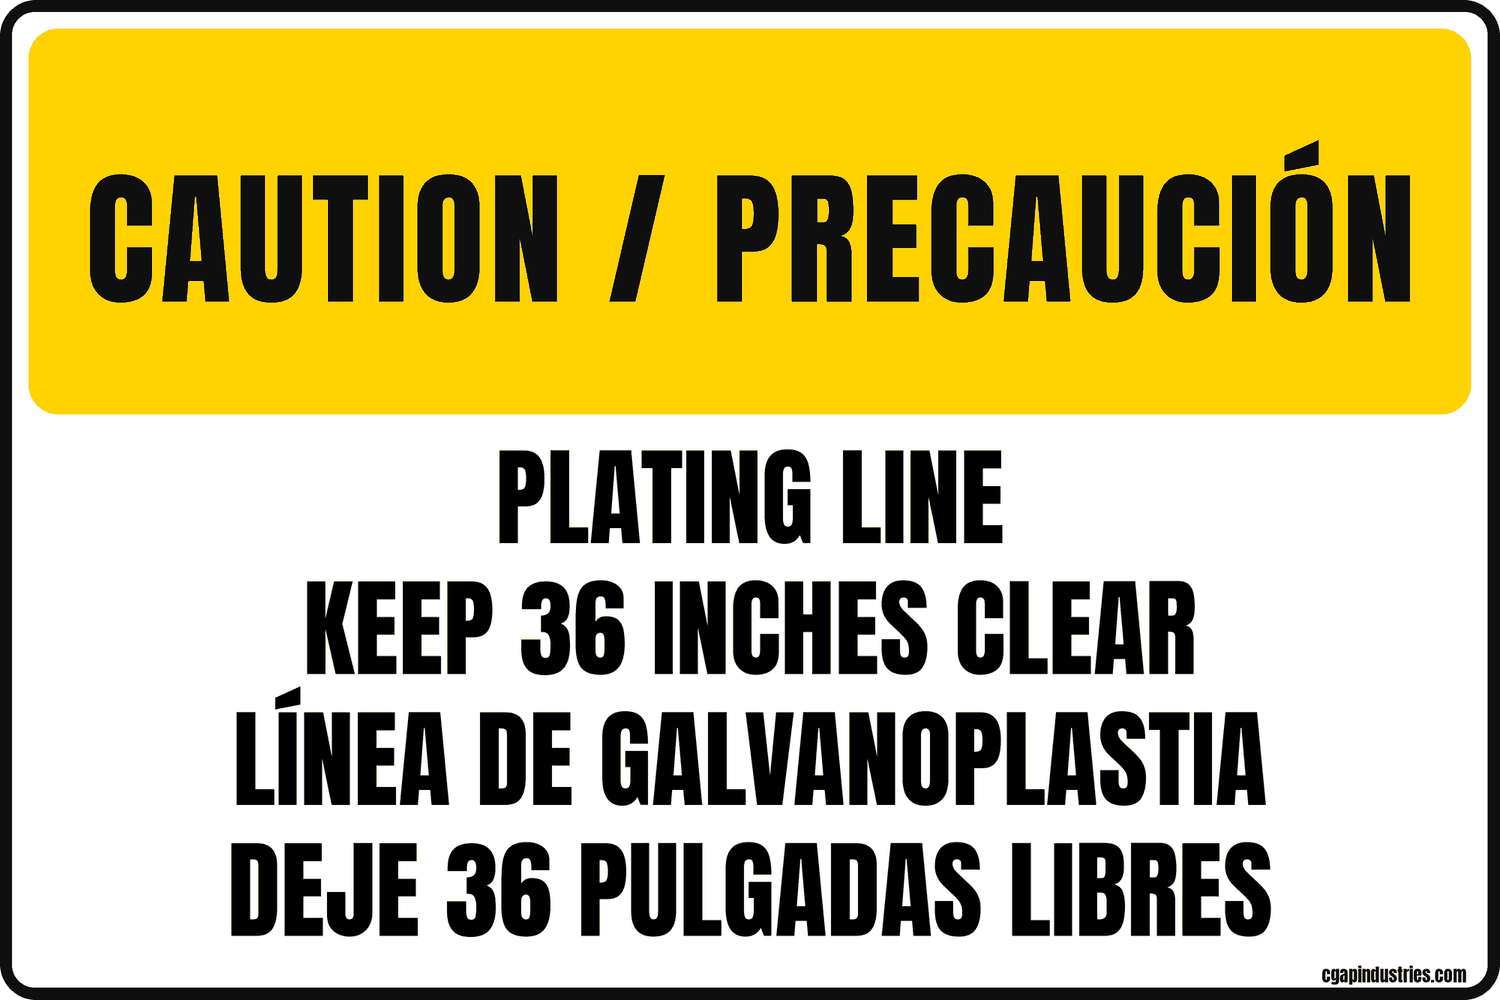 CAUTION / PRECAUCIÓN
PLATING LINE
KEEP 36 INCHES CLEAR
LÍNEA DE GALVANOPLASTIA
DEJE 36 PULGADAS LIBRES
cgapindustries.com